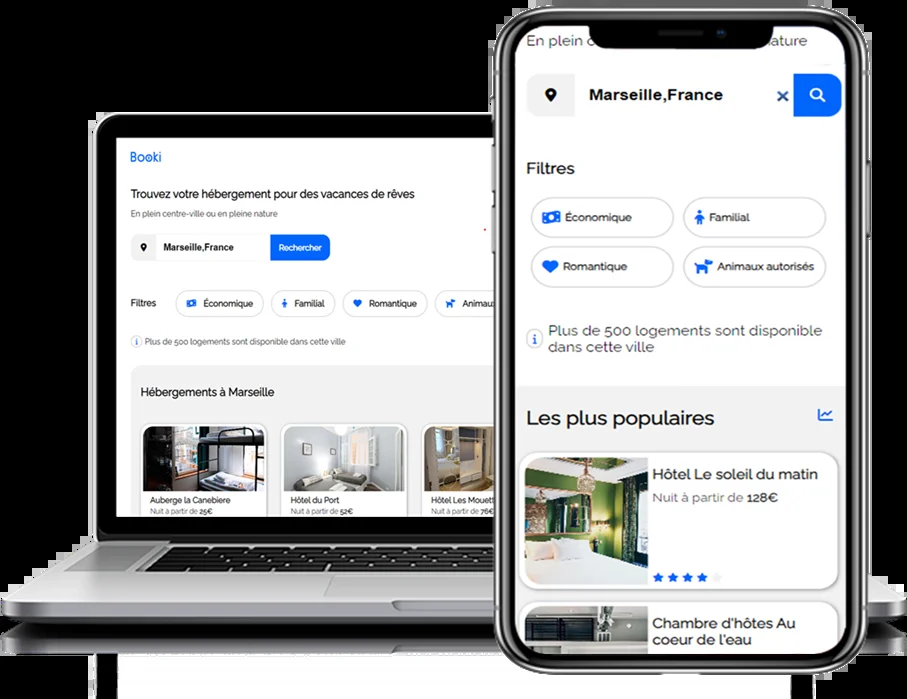 Booki
Trouvez votre hébergement pour des vacances de rêves
En plein centre-ville ou en pleine nature
Marseille,France
Rechercher
Filtres
Économique
Familial
Romantique
Plus de 500 logements sont disponible dans cette ville
Hébergements à Marseille
Auberge la Canebiere
Nuit à partir de 25€
Hôtel du Port
Nuit à partir de 52€
Hôtel Les
Nuit à partir de 76€
En plein
Marseille,France
Filtres
Économique
Familial
Romantique
Animaux autorisés
Plus de 500 logements sont disponible
dans cette ville
Les plus populaires
Hôtel Le soleil du matin
Nuit à partir de 128€
Chambre d'hôtes Au
coeur de l'eau